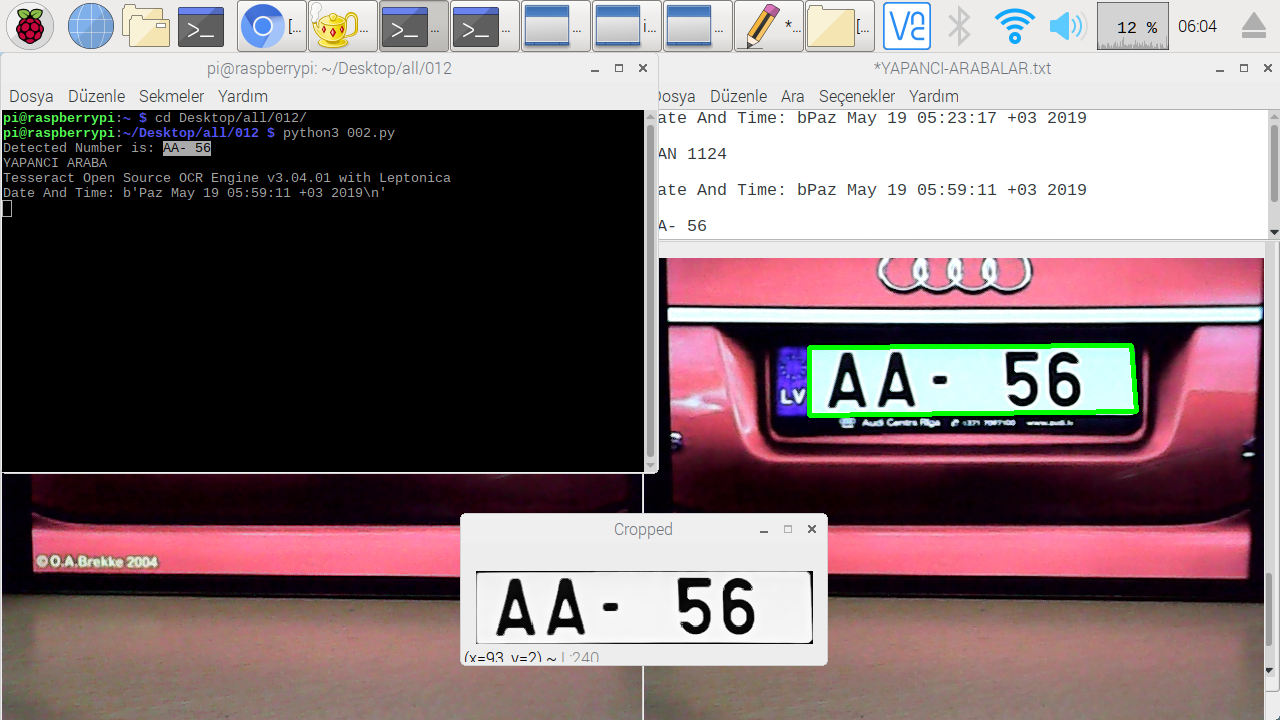 [...
...
...
...
...
i...
...
*...
[...
12 %
06:04
pi@raspberrypi: ~/Desktop/all/012
Dosya Düzenle Sekmeler Yardım
pi@raspberrypi:~ $ cd Desktop/all/012/
pi@raspberrypi:~/Desktop/all/012 $ python3 002.py
Detected Number is: AA- 56
YAPANCI ARABA
Tesseract Open Source OCR Engine v3.04.01 with Leptonica
Date And Time: b'Paz May 19 05:59:11 +03 2019\n'
*YAPANCI-ARABALAR.txt
Dosya Düzenle Ara Seçenekler Yardım
ate And Time: bPaz May 19 05:23:17 +03 2019
AN 1124
ate And Time: bPaz May 19 05:59:11 +03 2019
A- 56
LV AA- 56
Audi Centrs Rīga
www.audi.lv
© O.A.Brekke 2004
Cropped
AA- 56
(x=93, y=2) ~ L:240